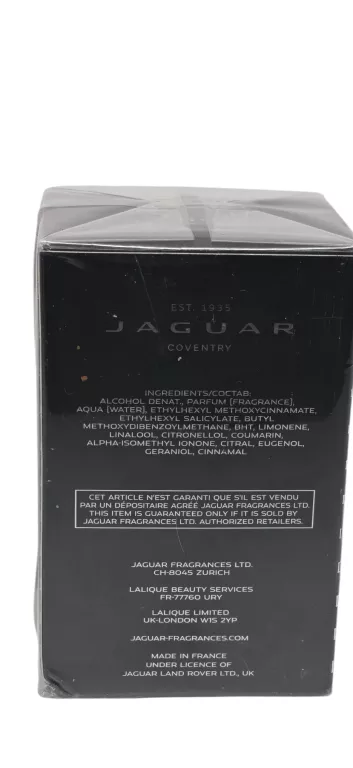 EST. 1935
JAGUAR
COVENTRY
INGREDIENTS/СОСТАВ:
ALCOHOL DENAT., PARFUM [FRAGRANCE],
AQUA [WATER], ETHYLHEXYL METHOXYCINNAMATE,
ETHYLHEXYL SALICYLATE, BUTYL
METHOXYDIBENZOYLMETHANE, BHT, LIMONENE,
LINALOOL, CITRONELLOL, COUMARIN,
ALPHA-ISOMETHYL IONONE, CITRAL, EUGENOL,
GERANIOL, CINNAMAL
CET ARTICLE N'EST GARANTI QUE S'IL EST VENDU
PAR UN DÉPOSITAIRE AGRÉÉ JAGUAR FRAGRANCES LTD.
THIS ITEM IS GUARANTEED ONLY IF IT IS SOLD BY
JAGUAR FRAGRANCES LTD. AUTHORIZED RETAILERS.
JAGUAR FRAGRANCES LTD.
CH-8045 ZURICH
LALIQUE BEAUTY SERVICES
FR-77760 URY
LALIQUE LIMITED
UK-LONDON W1S 2YP
JAGUAR-FRAGRANCES.COM
MADE IN FRANCE
UNDER LICENCE OF
JAGUAR LAND ROVER LTD., UK